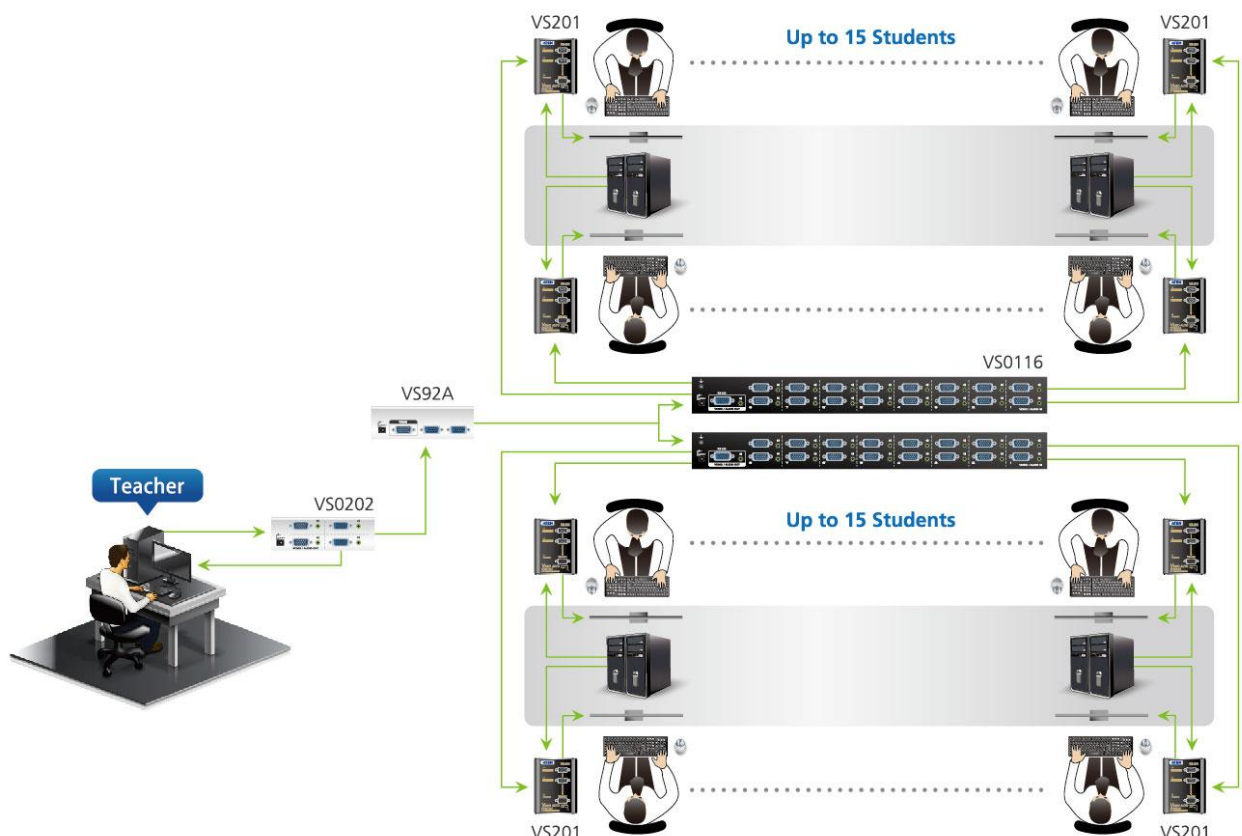 VS201
Up to 15 Students
VS201
VS0116
VS92A
Teacher
VS0202
Up to 15 Students
VS201
VS201